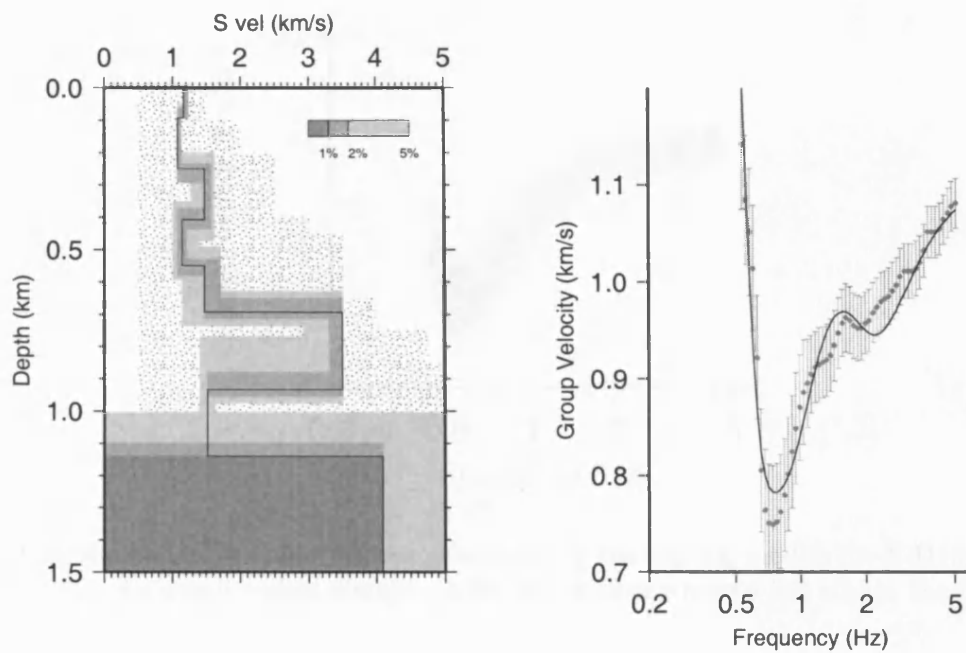 S vel (km/s)
0 1 2 3 4 5
0.0
0.5
1.0
1.5
Depth (km)
1% 2% 5%
1.1
1.0
0.9
0.8
0.7
Group Velocity (km/s)
0.2 0.5 1 2 5
Frequency (Hz)